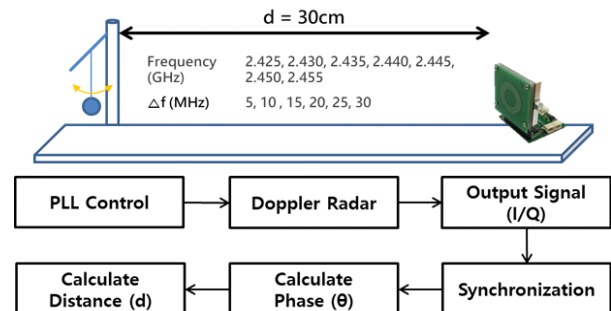 d = 30cm
Frequency 2.425, 2.430, 2.435, 2.440, 2.445,
(GHz) 2.450, 2.455
△f (MHz) 5, 10 , 15, 20, 25, 30
PLL Control
Doppler Radar
Output Signal
(I/Q)
Calculate
Distance (d)
Calculate
Phase (θ)
Synchronization